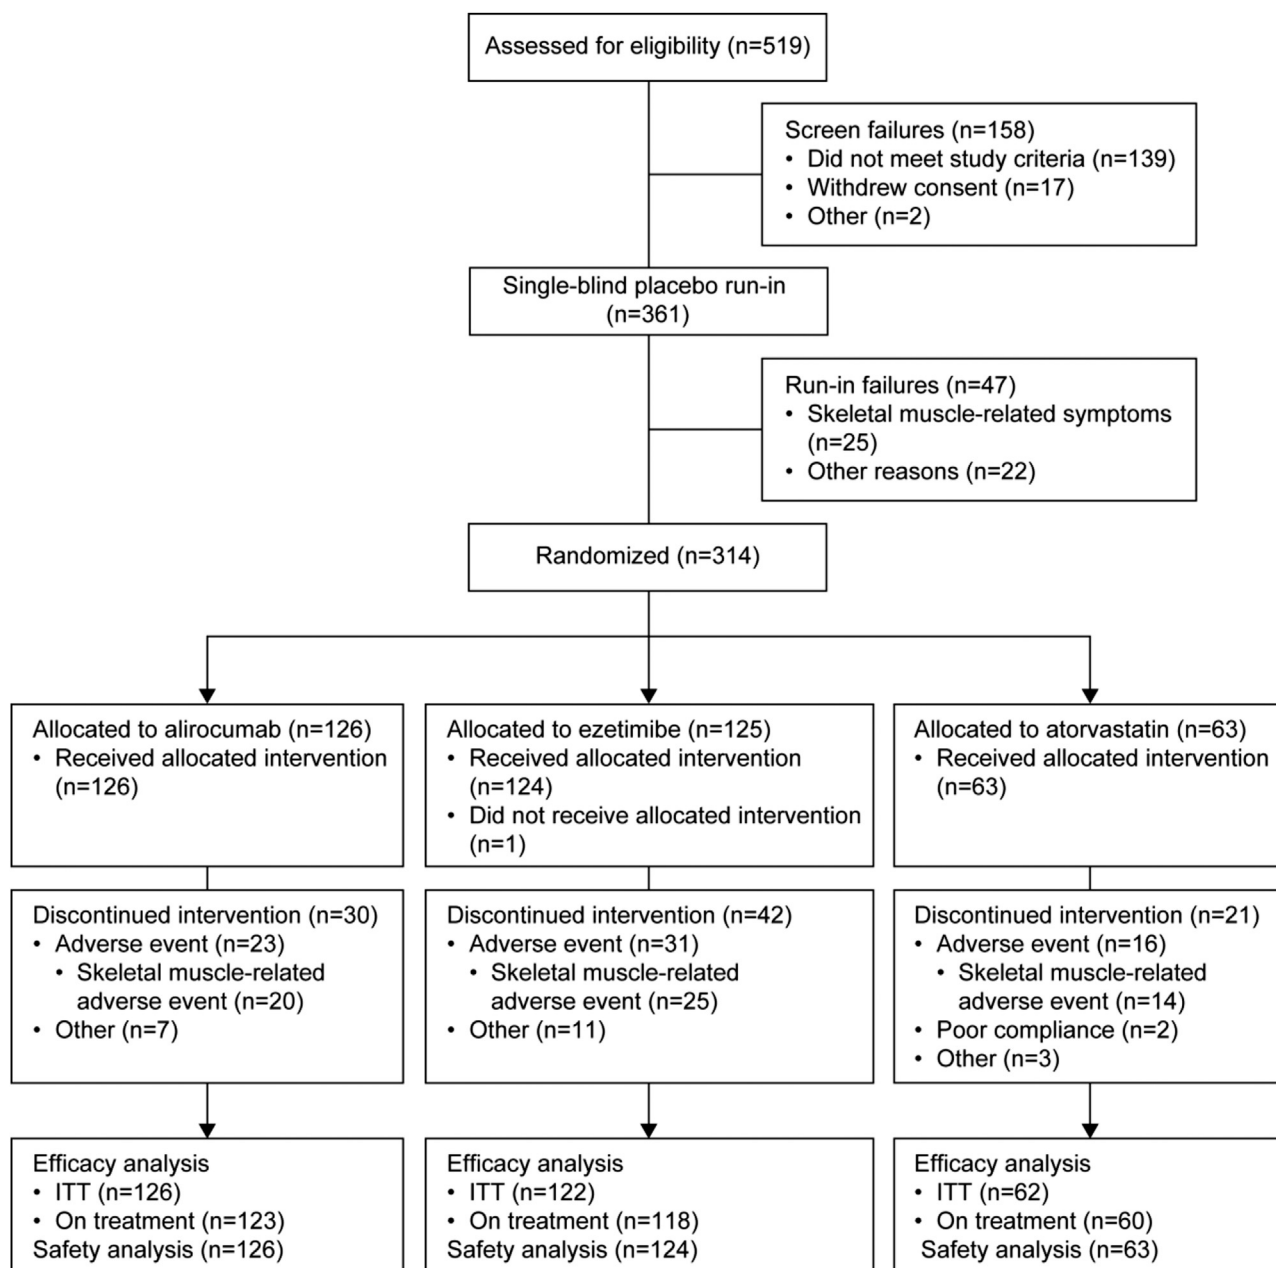 Assessed for eligibility (n=519)
Screen failures (n=158)
• Did not meet study criteria (n=139)
• Withdrew consent (n=17)
• Other (n=2)
Single-blind placebo run-in
(n=361)
Run-in failures (n=47)
• Skeletal muscle-related symptoms
(n=25)
• Other reasons (n=22)
Randomized (n=314)
Allocated to alirocumab (n=126)
• Received allocated intervention
(n=126)
Allocated to ezetimibe (n=125)
• Received allocated intervention
(n=124)
• Did not receive allocated intervention
(n=1)
Allocated to atorvastatin (n=63)
• Received allocated intervention
(n=63)
Discontinued intervention (n=30)
• Adverse event (n=23)
• Skeletal muscle-related
adverse event (n=20)
• Other (n=7)
Discontinued intervention (n=42)
• Adverse event (n=31)
• Skeletal muscle-related
adverse event (n=25)
• Other (n=11)
Discontinued intervention (n=21)
• Adverse event (n=16)
• Skeletal muscle-related
adverse event (n=14)
• Poor compliance (n=2)
• Other (n=3)
Efficacy analysis
• ITT (n=126)
• On treatment (n=123)
Safety analysis (n=126)
Efficacy analysis
• ITT (n=122)
• On treatment (n=118)
Safety analysis (n=124)
Efficacy analysis
• ITT (n=62)
• On treatment (n=60)
Safety analysis (n=63)